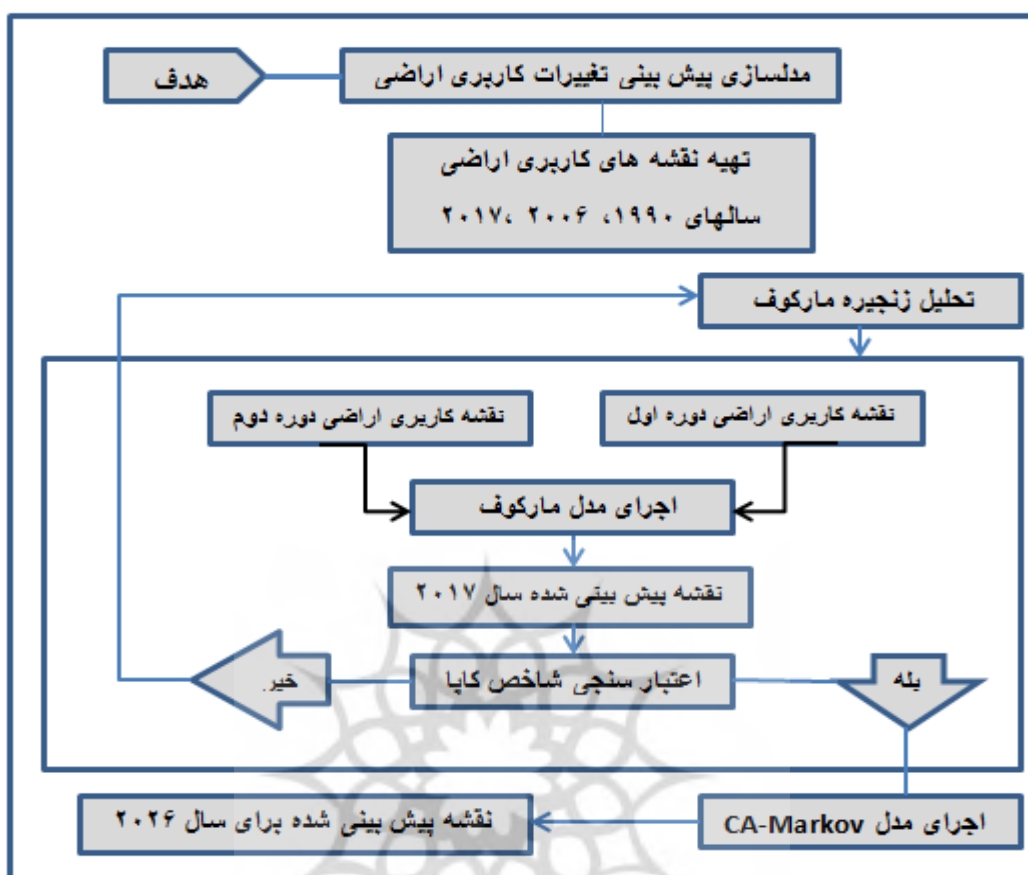 هدف
مدلسازی پیش بینی تغییرات کاربری اراضی
تهیه نقشه های کاربری اراضی
سالهای ۱۹۹۰، ۲۰۰۶ ،۲۰۱۷
تحلیل زنجیره مارکوف
نقشه کاربری اراضی دوره اول
نقشه کاربری اراضی دوره دوم
اجرای مدل مارکوف
نقشه پیش بینی شده سال ۲۰۱۷
اعتبار سنجی شاخص کاپا
بله
خیر
اجرای مدل CA-Markov
نقشه پیش بینی شده برای سال ۲۰۲۶